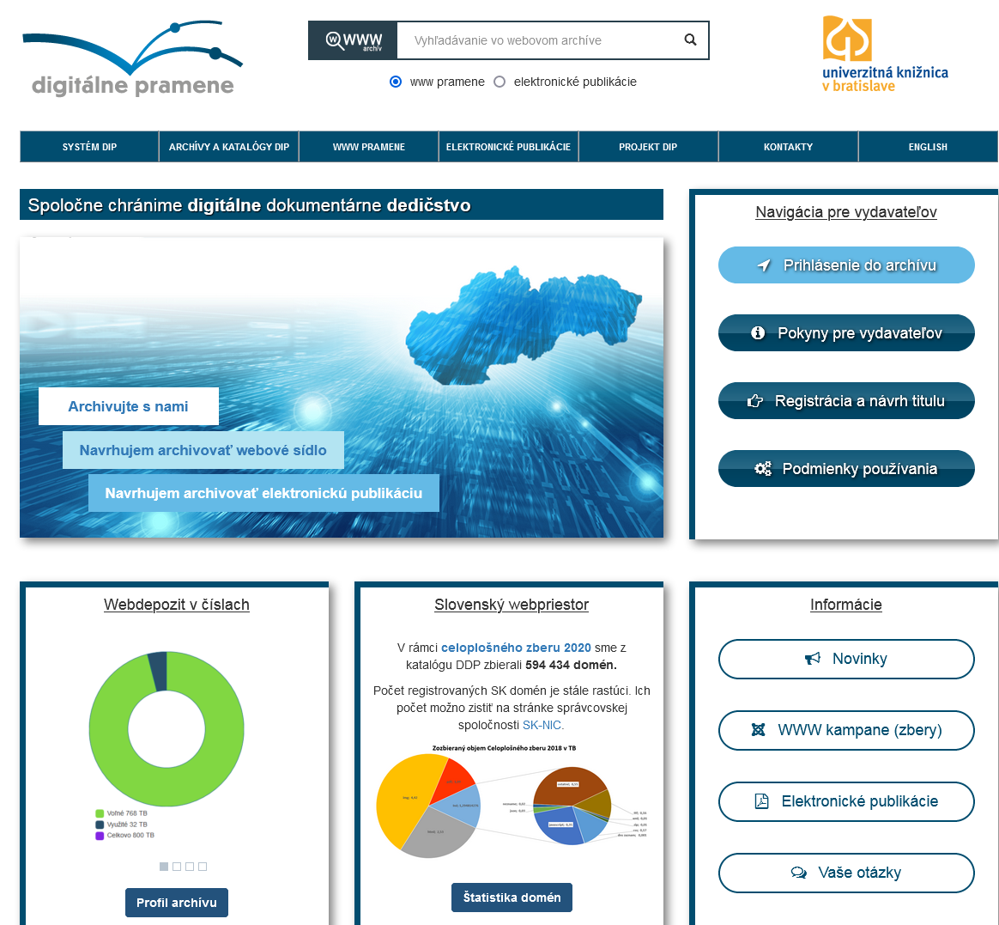 digitálne pramene
W WWW
archív
Vyhľadávanie vo webovom archíve
www pramene
elektronické publikácie
univerzitná knižnica
v bratislave
SYSTÉM DIP
ARCHÍVY A KATALÓGY DIP
WWW PRAMENE
ELEKTRONICKÉ PUBLIKÁCIE
PROJEKT DIP
KONTAKTY
ENGLISH
Spoločne chránime digitálne dokumentárne dedičstvo
Archivujte s nami
Navrhujem archivovať webové sídlo
Navrhujem archivovať elektronickú publikáciu
Navigácia pre vydavateľov
Prihlásenie do archívu
Pokyny pre vydavateľov
Registrácia a návrh titulu
Podmienky používania
Webdepozit v číslach
Voľné 768 TB
Využité 32 TB
Celkovo 800 TB
Profil archívu
Slovenský webpriestor
V rámci celoplošného zberu 2020 sme z
katalógu DDP zbierali 594 434 domén.
Počet registrovaných SK domén je stále rastúci. Ich
počet možno zistiť na stránke správcovskej
spoločnosti SK-NIC.
Zozbieraný objem Celoplošného zberu 2018 v TB
Štatistika domén
Informácie
Novinky
WWW kampane (zbery)
Elektronické publikácie
Vaše otázky